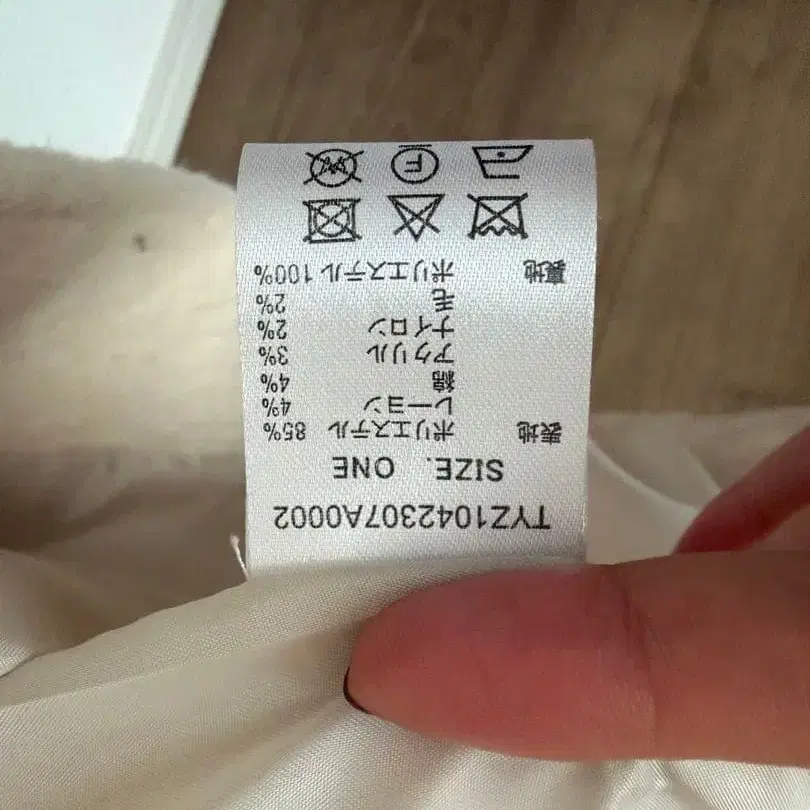 TYZ1042307A0002
SIZE. ONE
表地 ポリエステル 85%
レーヨン 4%
綿 4%
アクリル 3%
ナイロン 2%
毛 2%
裏地 ポリエステル 100%
F
W